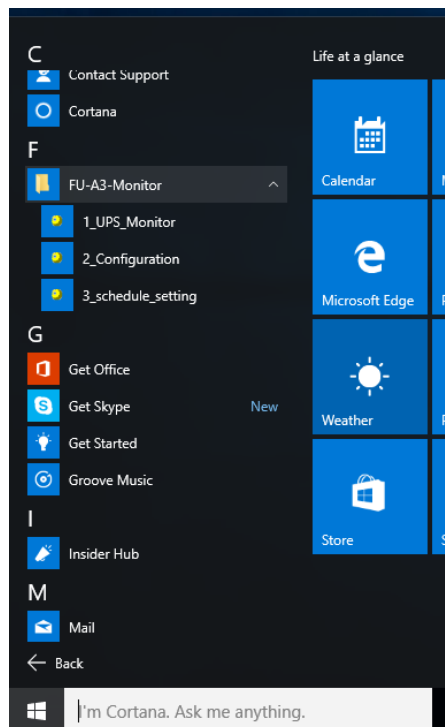 C
Contact Support
Cortana
F
FU-A3-Monitor
1_UPS_Monitor
2_Configuration
3_schedule_setting
G
Get Office
Get Skype New
Get Started
Groove Music
I
Insider Hub
M
Mail
Back
I'm Cortana. Ask me anything.
Life at a glance
Calendar
Microsoft Edge
Weather
Store